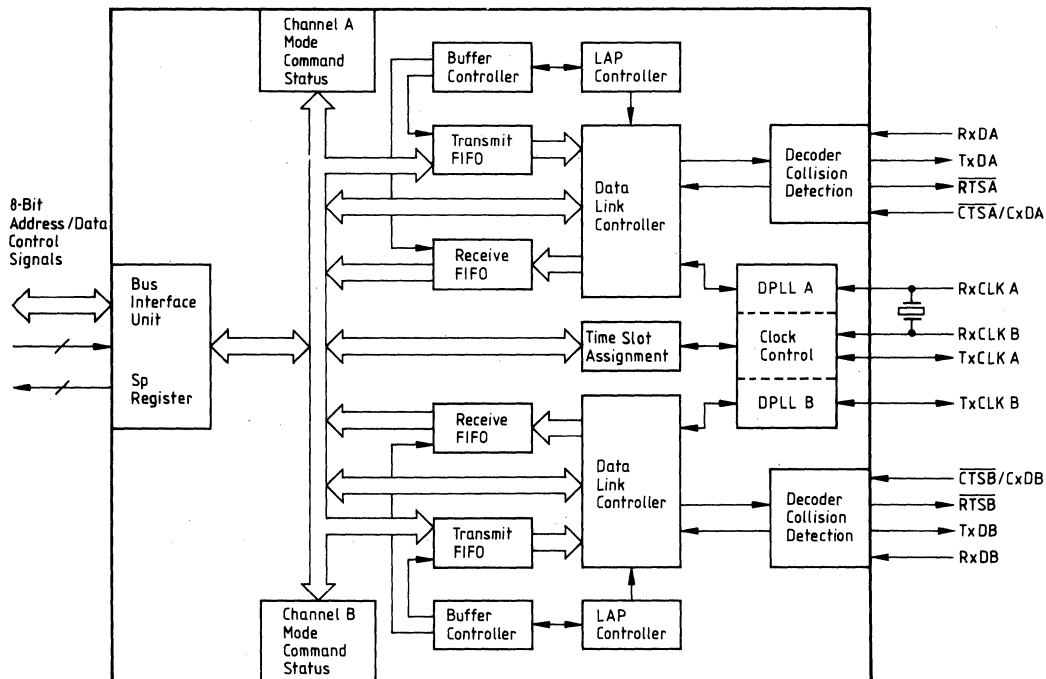 Channel A
Mode
Command
Status
Buffer
Controller
LAP
Controller
Transmit
FIFO
Data
Link
Controller
Receive
FIFO
Decoder
Collision
Detection
RxDA
TxDA
RTSA
CTSA/CxDA
8-Bit
Address/Data
Control
Signals
Bus
Interface
Unit
Sp
Register
Time Slot
Assignment
DPLL A
Clock
Control
DPLL B
RxCLK A
RxCLK B
TxCLK A
TxCLK B
Receive
FIFO
Data
Link
Controller
Transmit
FIFO
Decoder
Collision
Detection
CTSB/CxDB
RTSB
TxDB
RxDB
Channel B
Mode
Command
Status
Buffer
Controller
LAP
Controller